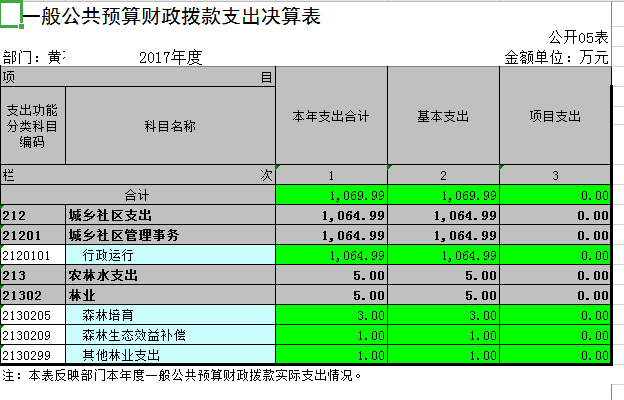 一般公共预算财政拨款支出决算表
公开05表
部门：黄 2017年度 金额单位：万元
项 目 本年支出合计 基本支出 项目支出
支出功能分类科目编码 科目名称
栏 次 1 2 3
合计 1,069.99 1,069.99 0.00
212 城乡社区支出 1,064.99 1,064.99 0.00
21201 城乡社区管理事务 1,064.99 1,064.99 0.00
2120101 行政运行 1,064.99 1,064.99 0.00
213 农林水支出 5.00 5.00 0.00
21302 林业 5.00 5.00 0.00
2130205 森林培育 3.00 3.00 0.00
2130209 森林生态效益补偿 1.00 1.00 0.00
2130299 其他林业支出 1.00 1.00 0.00
注：本表反映部门本年度一般公共预算财政拨款实际支出情况。